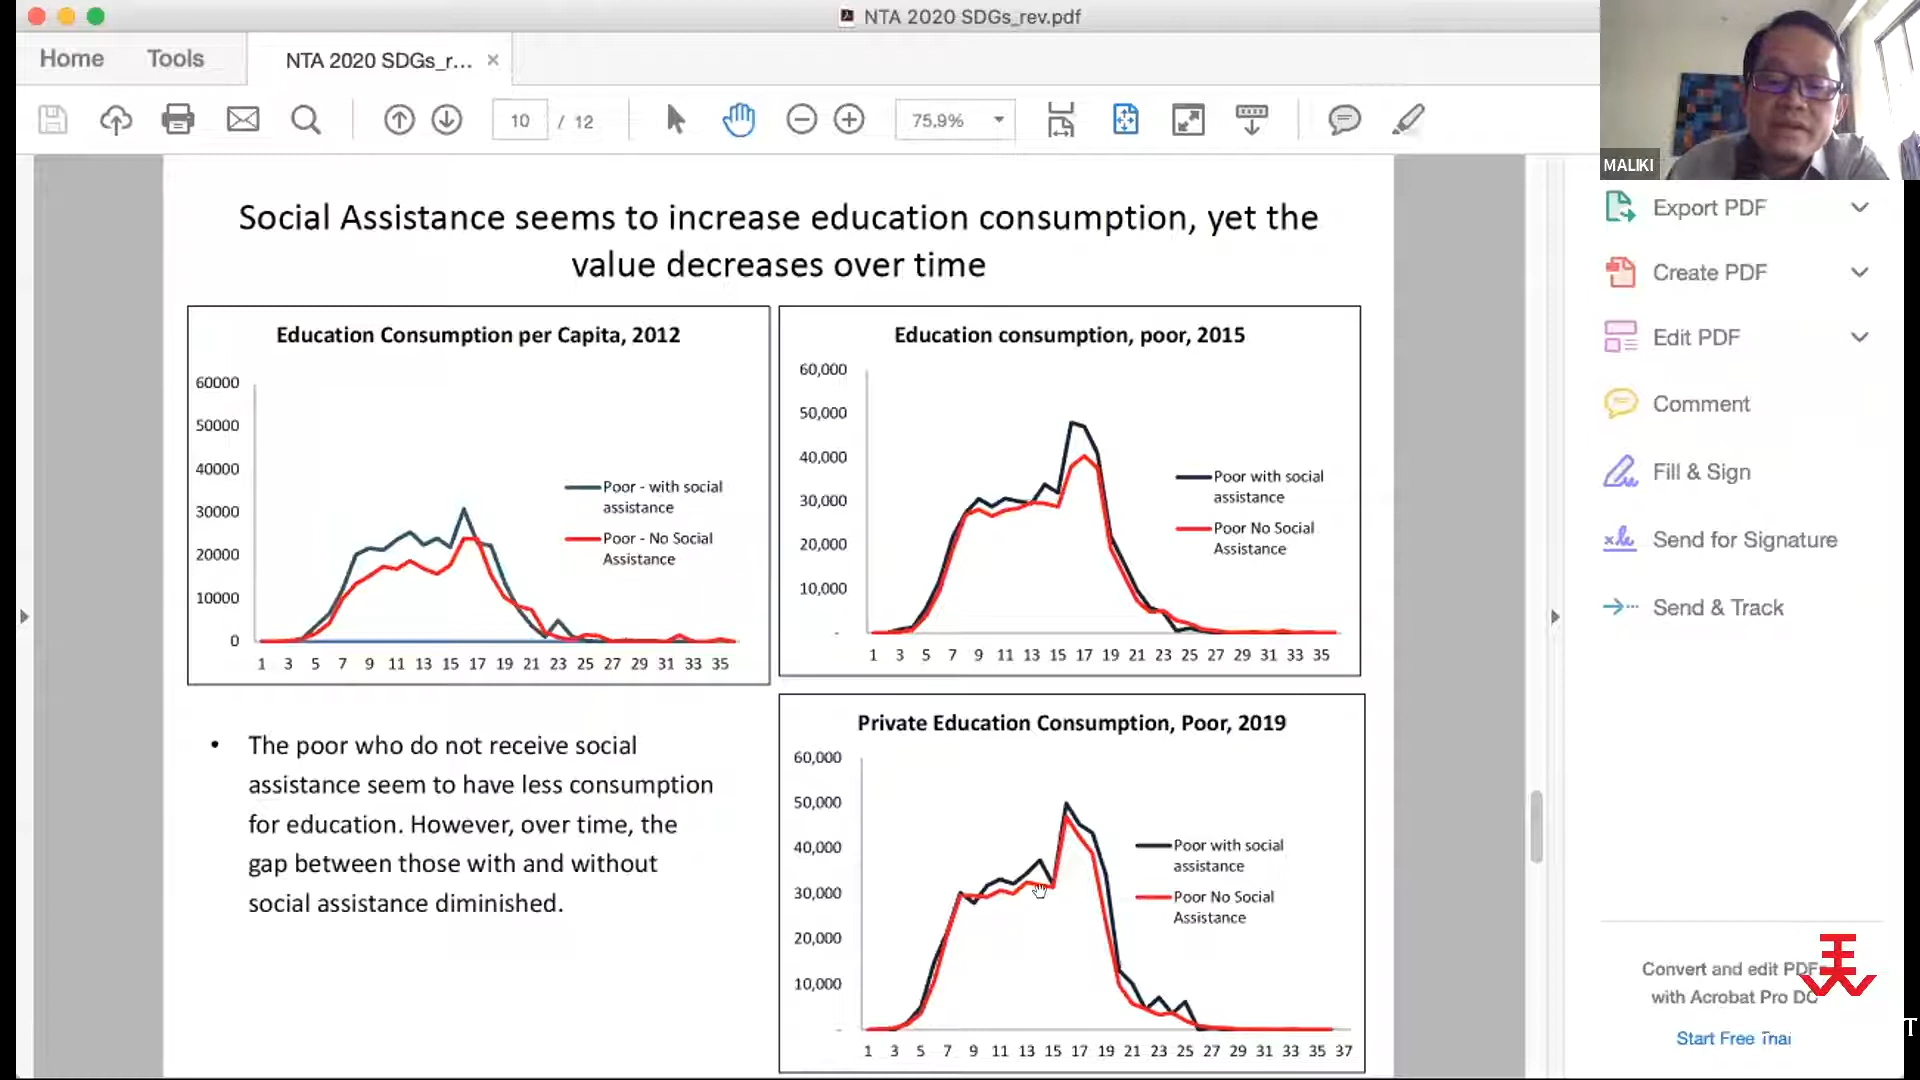 NTA 2020 SDGs_rev.pdf
Home
Tools
NTA 2020 SDGs_r...
10 / 12
75,9%
MALIKI
Social Assistance seems to increase education consumption, yet the
value decreases over time
Education Consumption per Capita, 2012
60000
50000
40000
30000
20000
10000
0
1 3 5 7 9 11 13 15 17 19 21 23 25 27 29 31 33 35
Poor - with social
assistance
Poor - No Social
Assistance
Education consumption, poor, 2015
60,000
50,000
40,000
30,000
20,000
10,000
-
1 3 5 7 9 11 13 15 17 19 21 23 25 27 29 31 33 35
Poor with social
assistance
Poor No Social
Assistance
• The poor who do not receive social
assistance seem to have less consumption
for education. However, over time, the
gap between those with and without
social assistance diminished.
Private Education Consumption, Poor, 2019
60,000
50,000
40,000
30,000
20,000
10,000
-
1 3 5 7 9 11 13 15 17 19 21 23 25 27 29 31 33 35 37
Poor with social
assistance
Poor No Social
Assistance
Export PDF
Create PDF
Edit PDF
Comment
Fill & Sign
Send for Signature
Send & Track
Convert and edit PDF
with Acrobat Pro DC
Start Free
T